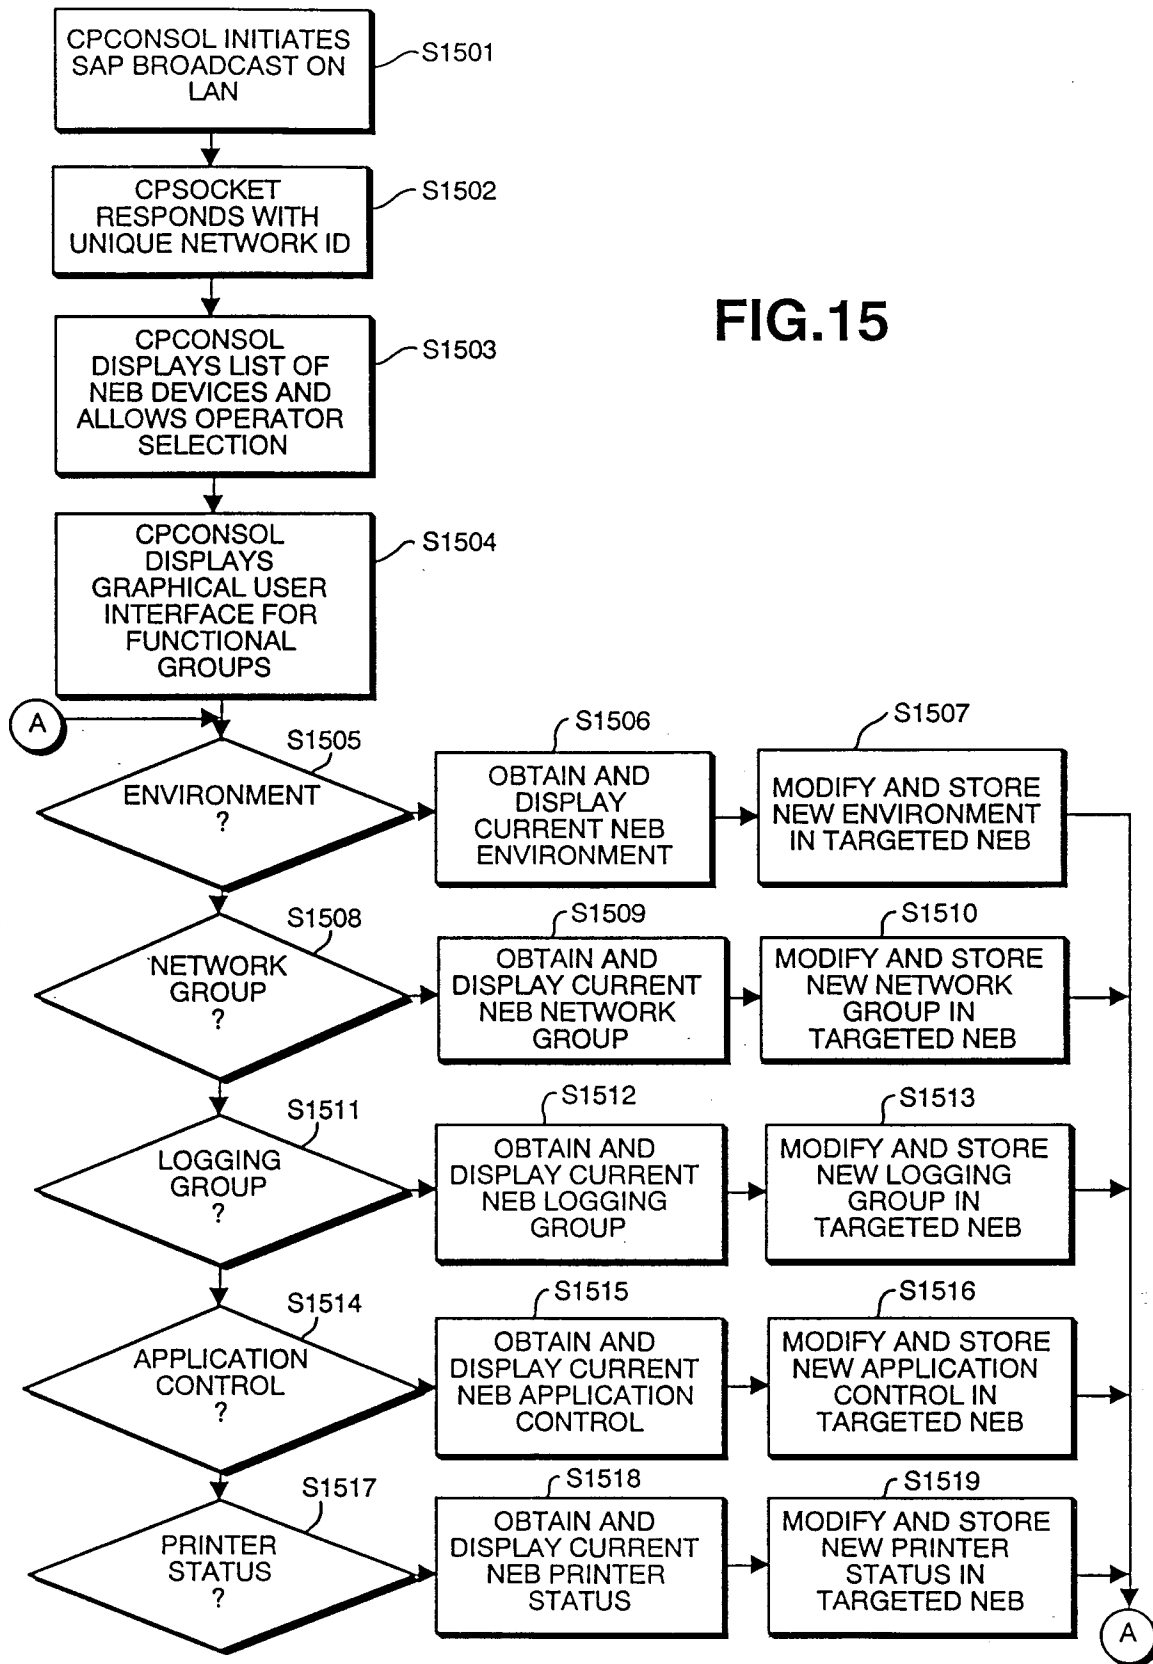 CPCONSOL INITIATES
SAP BROADCAST ON
LAN
S1501
CPSOCKET
RESPONDS WITH
UNIQUE NETWORK ID
S1502
FIG.15
CPCONSOL
DISPLAYS LIST OF
NEB DEVICES AND
ALLOWS OPERATOR
SELECTION
S1503
CPCONSOL
DISPLAYS
GRAPHICAL USER
INTERFACE FOR
FUNCTIONAL
GROUPS
S1504
A
ENVIRONMENT
?
S1505
OBTAIN AND
DISPLAY
CURRENT NEB
ENVIRONMENT
S1506
MODIFY AND STORE
NEW ENVIRONMENT
IN TARGETED NEB
S1507
NETWORK
GROUP
?
S1508
OBTAIN AND
DISPLAY CURRENT
NEB NETWORK
GROUP
S1509
MODIFY AND STORE
NEW NETWORK
GROUP IN
TARGETED NEB
S1510
LOGGING
GROUP
?
S1511
OBTAIN AND
DISPLAY CURRENT
NEB LOGGING
GROUP
S1512
MODIFY AND STORE
NEW LOGGING
GROUP IN
TARGETED NEB
S1513
APPLICATION
CONTROL
?
S1514
OBTAIN AND
DISPLAY CURRENT
NEB APPLICATION
CONTROL
S1515
MODIFY AND STORE
NEW APPLICATION
CONTROL IN
TARGETED NEB
S1516
PRINTER
STATUS
?
S1517
OBTAIN AND
DISPLAY CURRENT
NEB PRINTER
STATUS
S1518
MODIFY AND STORE
NEW PRINTER
STATUS IN
TARGETED NEB
S1519
A